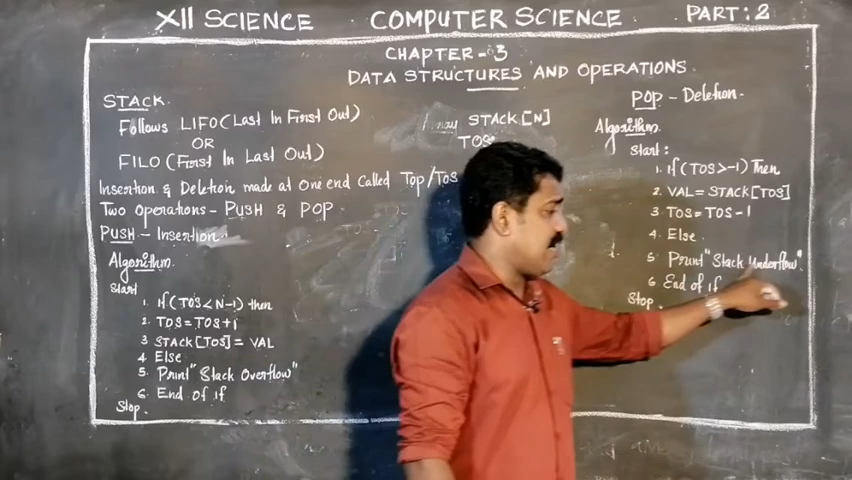 XII SCIENCE COMPUTER SCIENCE PART: 2
CHAPTER - 3
DATA STRUCTURES AND OPERATIONS
STACK
Follows LIFO (Last In First Out)
OR
FILO (First In Last Out)
Insertion & Deletion made at One end Called Top/TOS
Two Operations - PUSH & POP
PUSH - Insertion
Algorithm
Start
1. If (TOS < N-1) then
2. TOS = TOS+1
3. STACK[TOS] = VAL
4. Else
5. Print "Stack Overflow"
6. End of if
Stop.
STACK [N]
TOS
POP - Deletion.
Algorithm.
Start :
1. if (TOS > -1) Then
2. VAL = STACK [TOS]
3. TOS = TOS - 1
4. Else.
5. Print "Stack Underflow".
6 End of if
Stop.